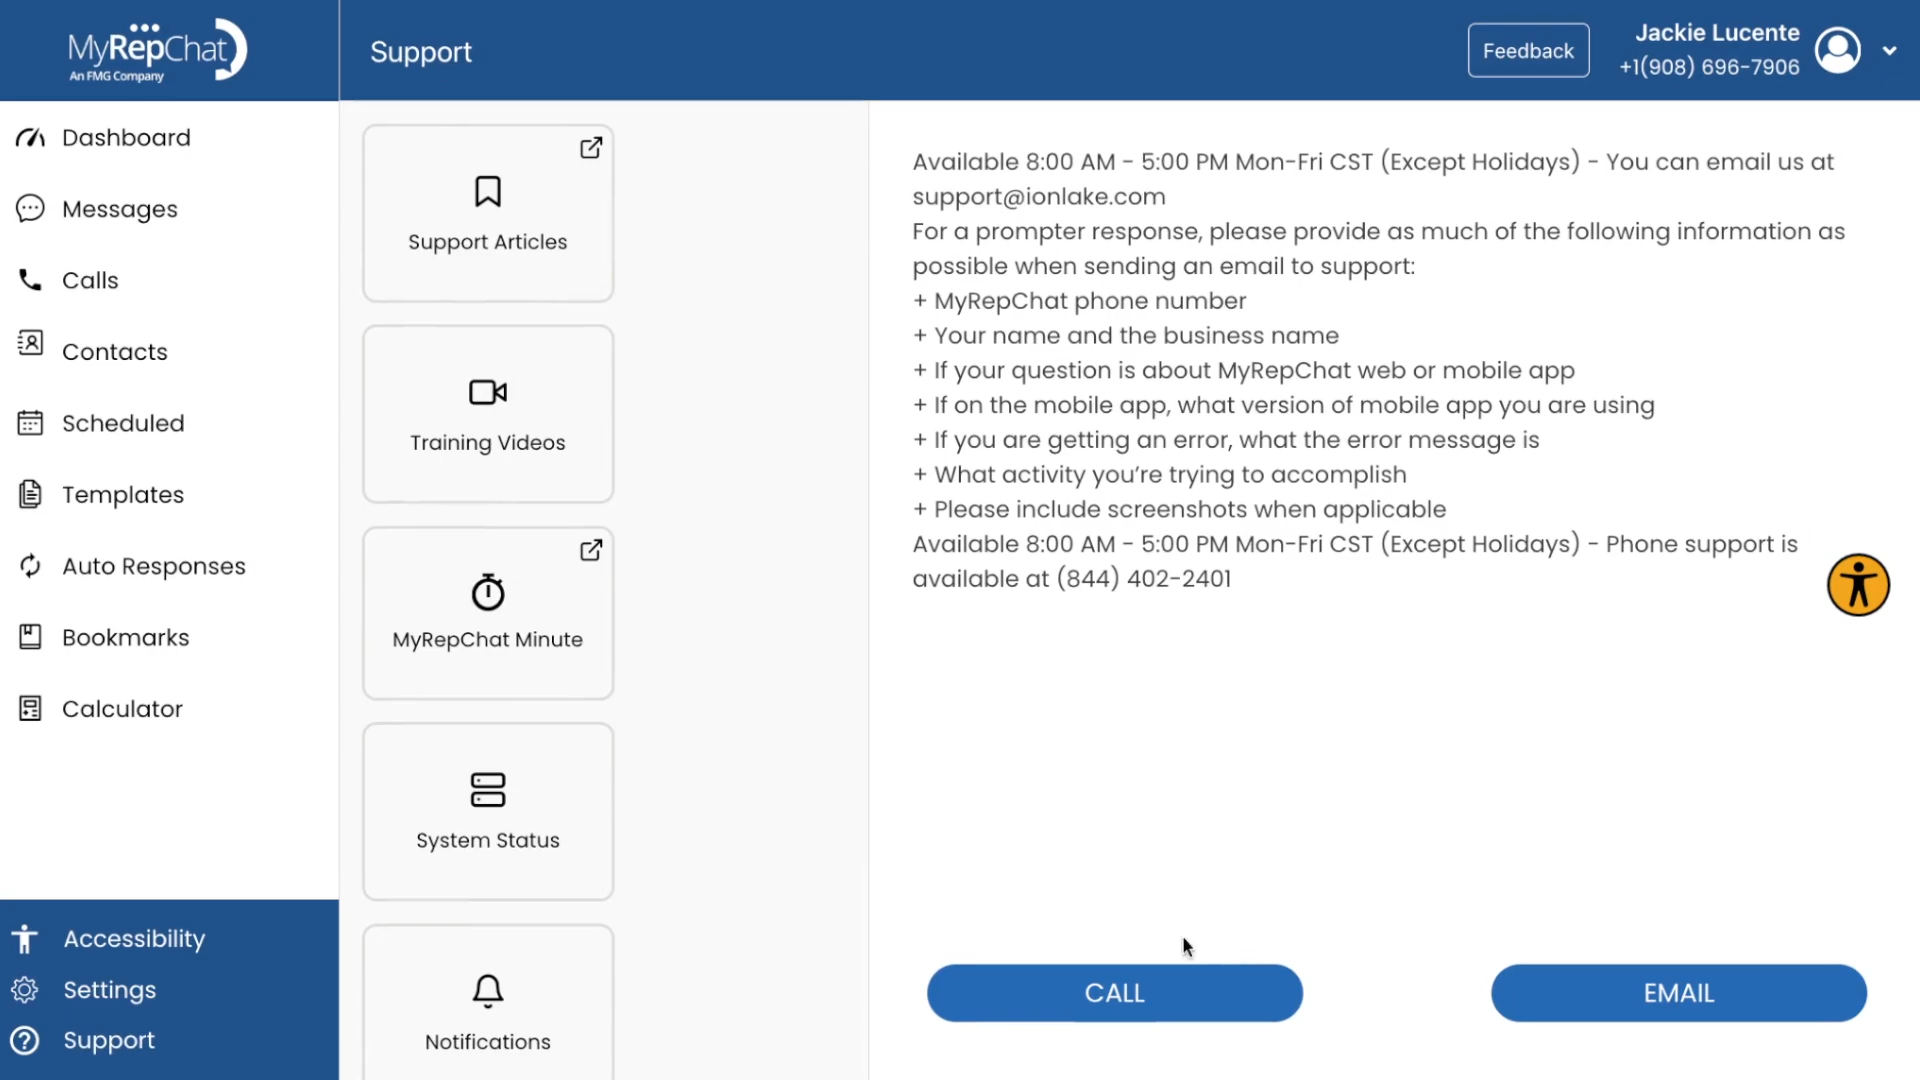 MyRepChat
An FMG Company
Support
Feedback
Jackie Lucente
+1(908) 696-7906
Dashboard
Messages
Calls
Contacts
Scheduled
Templates
Auto Responses
Bookmarks
Calculator
Accessibility
Settings
Support
Support Articles
Training Videos
MyRepChat Minute
System Status
Notifications
Available 8:00 AM - 5:00 PM Mon-Fri CST (Except Holidays) - You can email us at
support@ionlake.com
For a prompter response, please provide as much of the following information as
possible when sending an email to support:
+ MyRepChat phone number
+ Your name and the business name
+ If your question is about MyRepChat web or mobile app
+ If on the mobile app, what version of mobile app you are using
+ If you are getting an error, what the error message is
+ What activity you're trying to accomplish
+ Please include screenshots when applicable
Available 8:00 AM - 5:00 PM Mon-Fri CST (Except Holidays) - Phone support is
available at (844) 402-2401
CALL
EMAIL